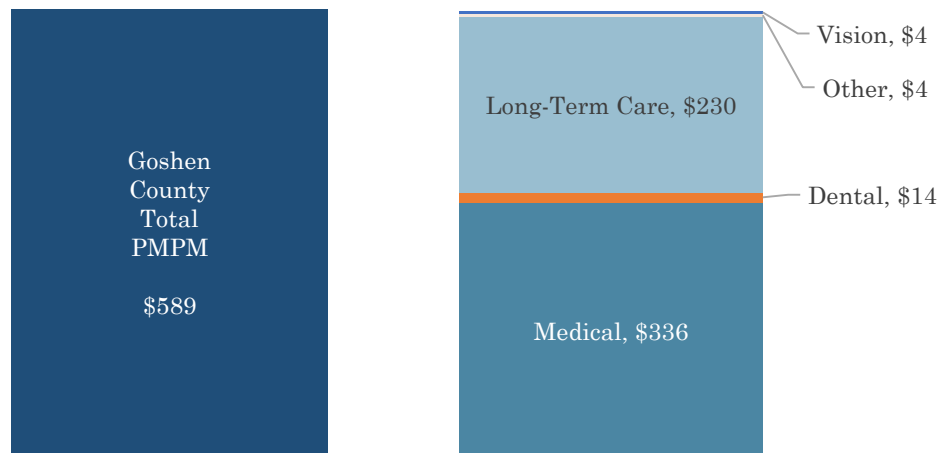 Goshen
County
Total
PMPM
$589
Vision, $4
Other, $4
Long-Term Care, $230
Dental, $14
Medical, $336